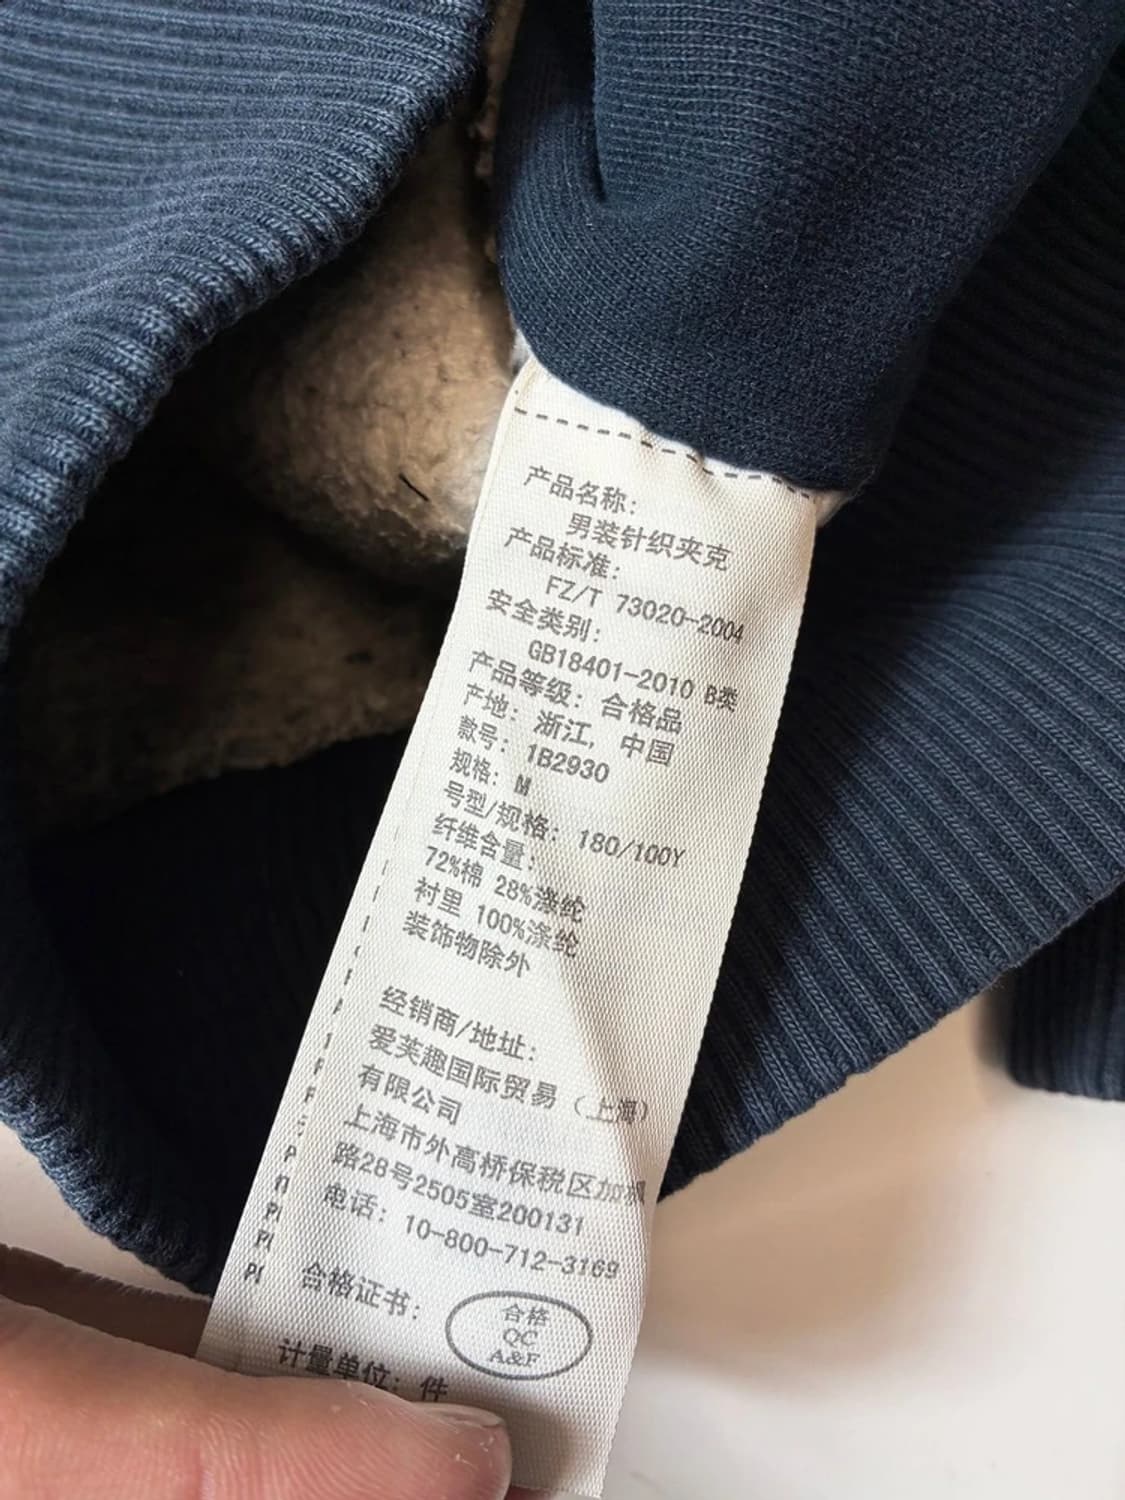 产品名称:
男装针织夹克
产品标准:
FZ/T 73020-2004
安全类别:
GB18401-2010 B类
产品等级: 合格品
产地: 浙江, 中国
款号: 1B2930
规格: M
号型/规格: 180/100Y
纤维含量:
72%棉 28%涤纶
衬里 100%涤纶
装饰物除外
经销商/地址:
爱芙趣国际贸易(上海)
有限公司
上海市外高桥保税区加枫
路28号2505室200131
电话: 10-800-712-3169
合格证书:
合格
QC
A&F
计量单位: 件